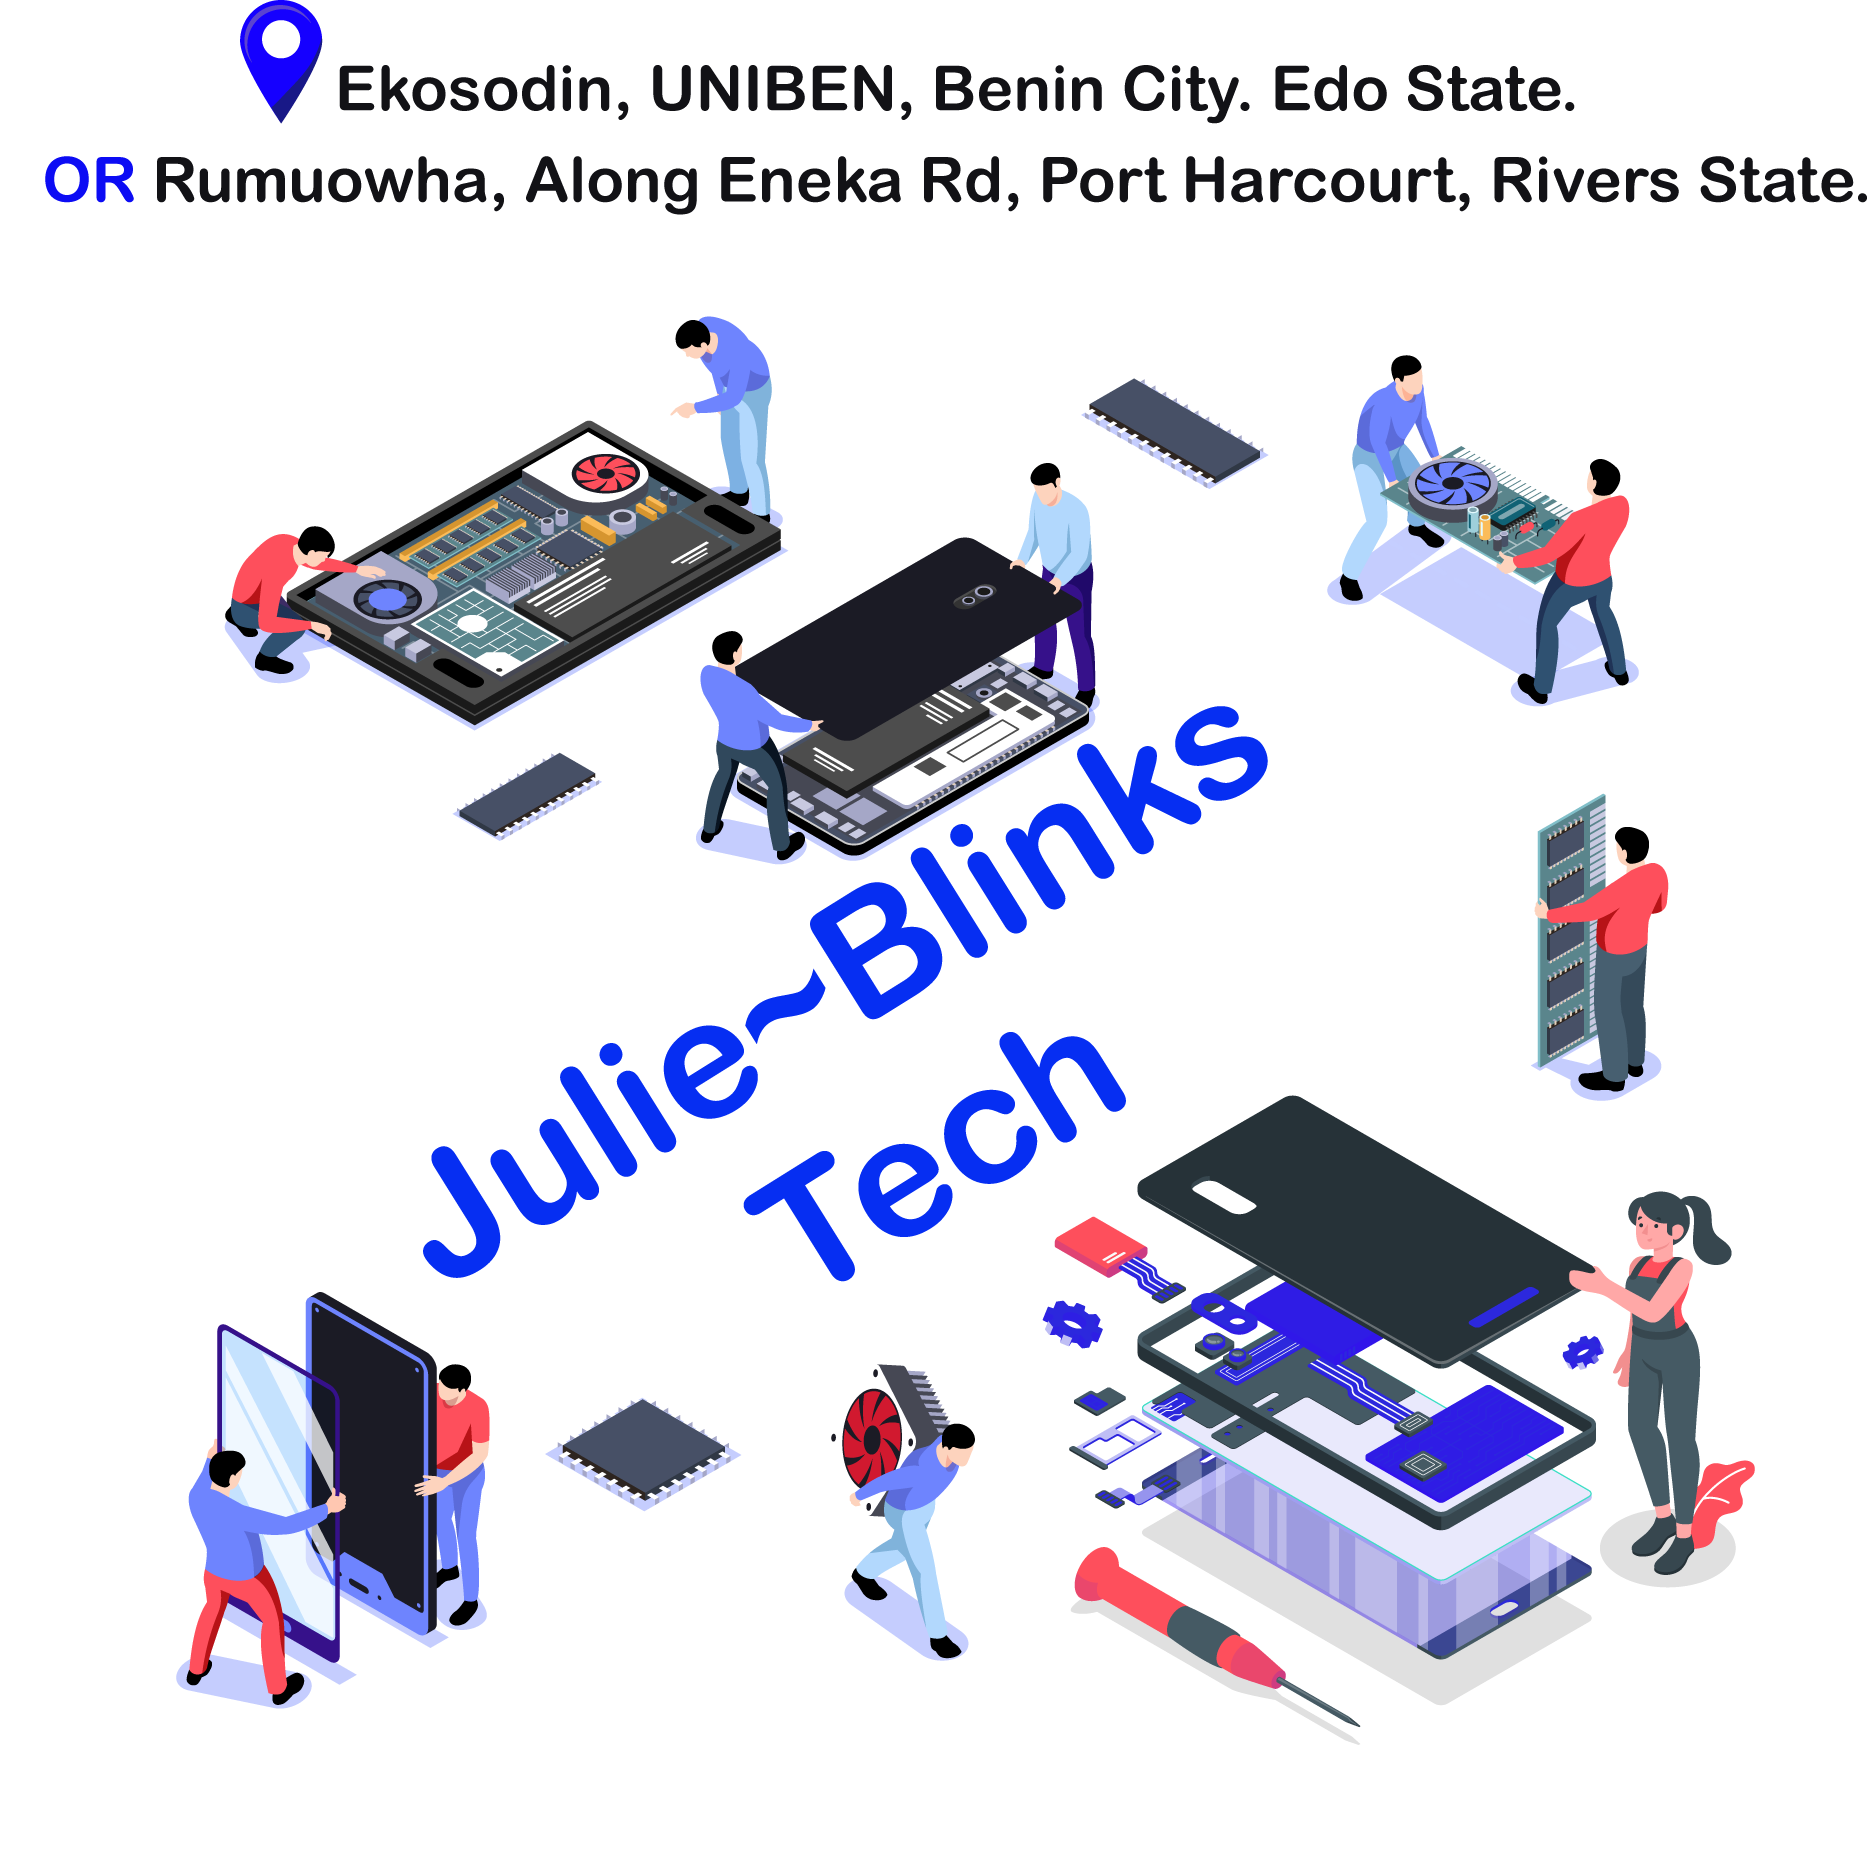 Ekosodin, UNIBEN, Benin City. Edo State.
OR Rumuowha, Along Eneka Rd, Port Harcourt, Rivers State.
Julie~Blinks
Tech